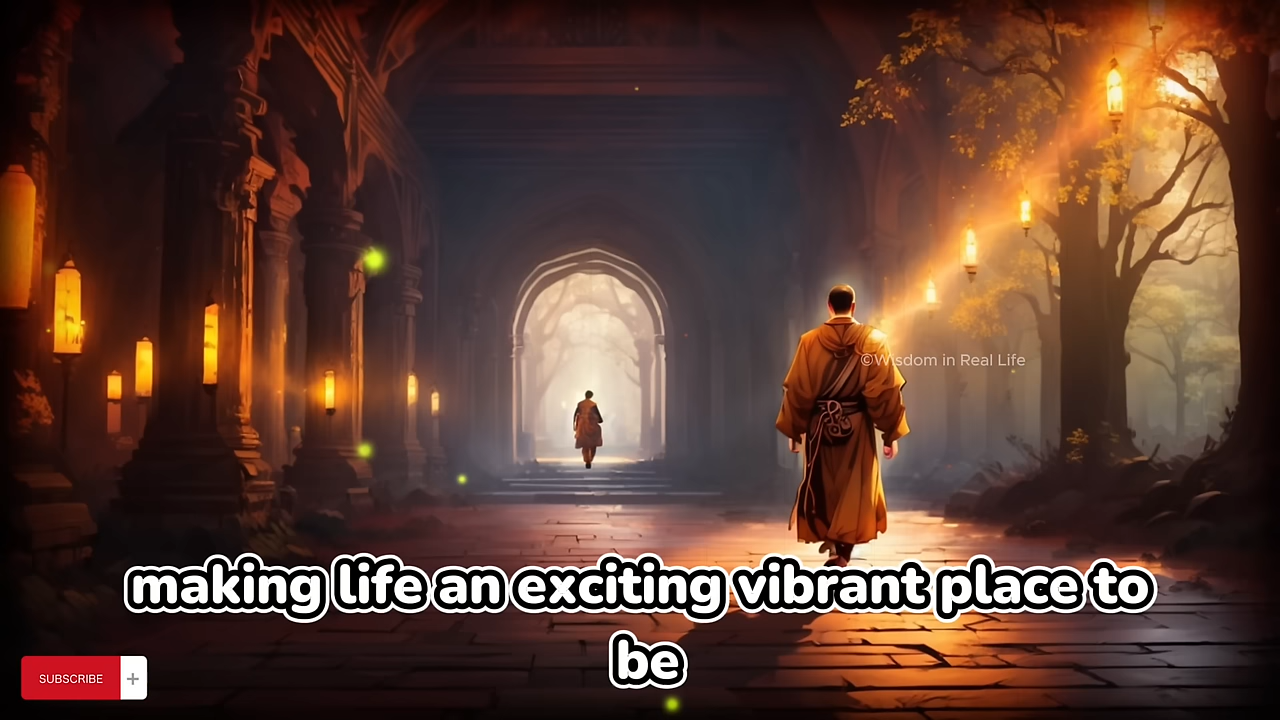 ©Wisdom in Real Life
making life an exciting vibrant place to
be
SUBSCRIBE +